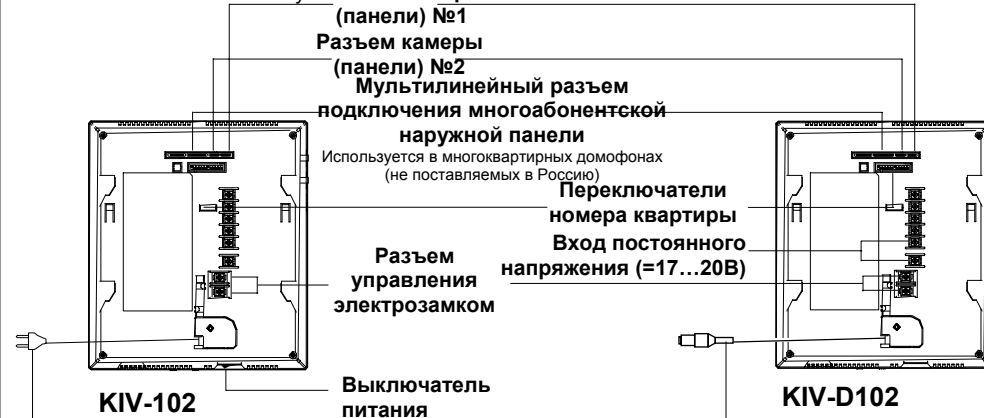 (панели) №1
Разъем камеры
(панели) №2
Мультилинейный разъем
подключения многоабонентской
наружной панели
Используется в многоквартирных домофонах
(не поставляемых в Россию)
Переключатели
номера квартиры
Вход постоянного
напряжения (=17…20В)
Разъем
управления
электрозамком
Выключатель
питания
KIV-102
KIV-D102